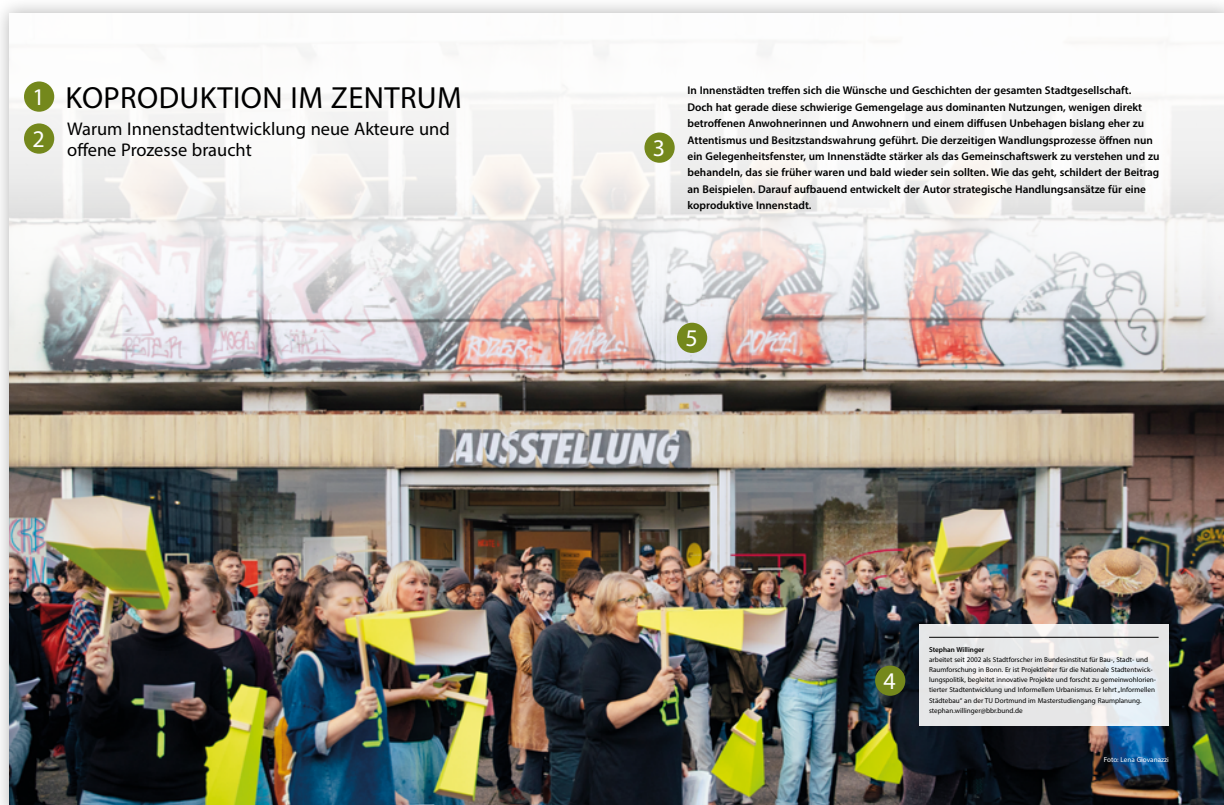 1
KOPRODUKTION IM ZENTRUM
2
Warum Innenstadtentwicklung neue Akteure und
offene Prozesse braucht
3
In Innenstädten treffen sich die Wünsche und Geschichten der gesamten Stadtgesellschaft.
Doch hat gerade diese schwierige Gemengelage aus dominanten Nutzungen, wenigen direkt
betroffenen Anwohnerinnen und Anwohnern und einem diffusen Unbehagen bislang eher zu
Attentismus und Besitzstandswahrung geführt. Die derzeitigen Wandlungsprozesse öffnen nun
ein Gelegenheitsfenster, um Innenstädte stärker als das Gemeinschaftswerk zu verstehen und zu
behandeln, das sie früher waren und bald wieder sein sollten. Wie das geht, schildert der Beitrag
an Beispielen. Darauf aufbauend entwickelt der Autor strategische Handlungsansätze für eine
koproduktive Innenstadt.
5
AUSSTELLUNG
4
Stephan Willinger
arbeitet seit 2002 als Stadtforscher im Bundesinstitut für Bau-, Stadt- und
Raumforschung in Bonn. Er ist Projektleiter für die Nationale Stadtentwick-
lungspolitik, begleitet innovative Projekte und forscht zu gemeinwohlorien-
tierter Stadtentwicklung und Informellem Urbanismus. Er lehrt „Informellen
Städtebau“ an der TU Dortmund im Masterstudiengang Raumplanung.
stephan.willinger@bbr.bund.de
Foto: Lena Giovanazzi